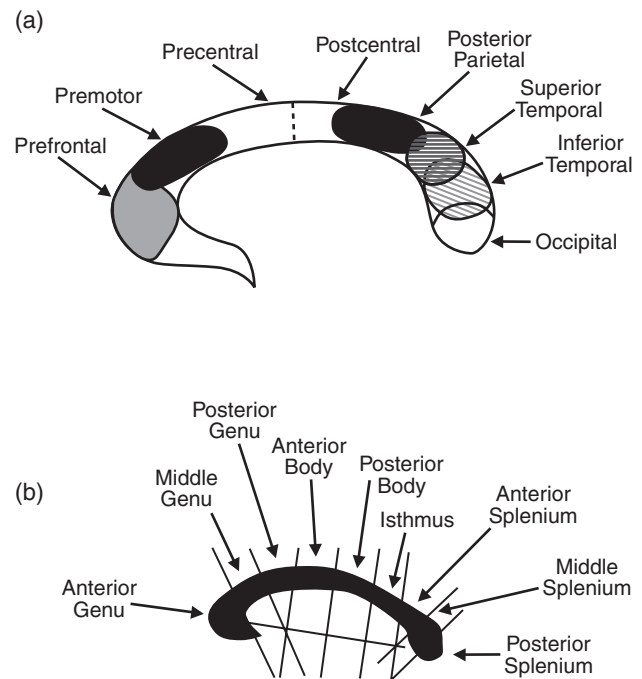 (a)
Precentral
Postcentral
Posterior
Parietal
Premotor
Superior
Temporal
Prefrontal
Inferior
Temporal
Occipital
(b)
Posterior
Genu
Anterior
Body
Middle
Genu
Posterior
Body
Isthmus
Anterior
Splenium
Anterior
Genu
Middle
Splenium
Posterior
Splenium